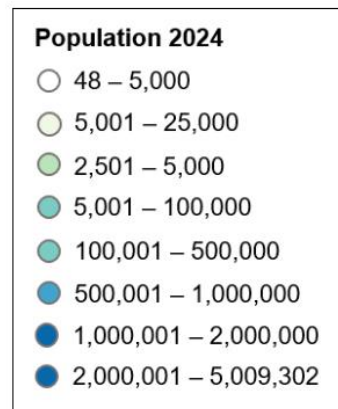 Population 2024
48 – 5,000
5,001 – 25,000
2,501 – 5,000
5,001 – 100,000
100,001 – 500,000
500,001 – 1,000,000
1,000,001 – 2,000,000
2,000,001 – 5,009,302